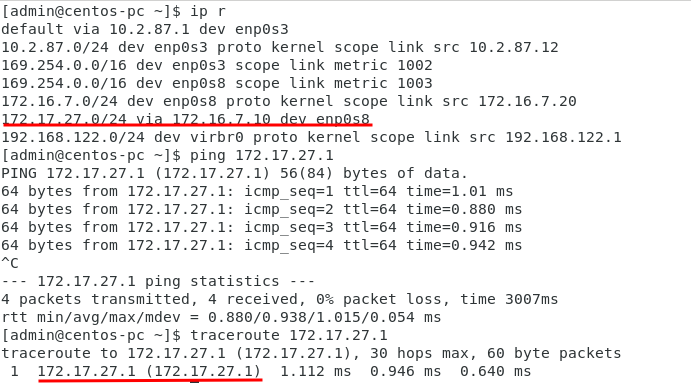 [admin@centos-pc ~]$ ip r
default via 10.2.87.1 dev enp0s3
10.2.87.0/24 dev enp0s3 proto kernel scope link src 10.2.87.12
169.254.0.0/16 dev enp0s3 scope link metric 1002
169.254.0.0/16 dev enp0s8 scope link metric 1003
172.16.7.0/24 dev enp0s8 proto kernel scope link src 172.16.7.20
172.17.27.0/24 via 172.16.7.10 dev enp0s8
192.168.122.0/24 dev virbr0 proto kernel scope link src 192.168.122.1
[admin@centos-pc ~]$ ping 172.17.27.1
PING 172.17.27.1 (172.17.27.1) 56(84) bytes of data.
64 bytes from 172.17.27.1: icmp_seq=1 ttl=64 time=1.01 ms
64 bytes from 172.17.27.1: icmp_seq=2 ttl=64 time=0.880 ms
64 bytes from 172.17.27.1: icmp_seq=3 ttl=64 time=0.916 ms
64 bytes from 172.17.27.1: icmp_seq=4 ttl=64 time=0.942 ms
^C
--- 172.17.27.1 ping statistics ---
4 packets transmitted, 4 received, 0% packet loss, time 3007ms
rtt min/avg/max/mdev = 0.880/0.938/1.015/0.054 ms
[admin@centos-pc ~]$ traceroute 172.17.27.1
traceroute to 172.17.27.1 (172.17.27.1), 30 hops max, 60 byte packets
 1  172.17.27.1 (172.17.27.1)  1.112 ms  0.946 ms  0.640 ms